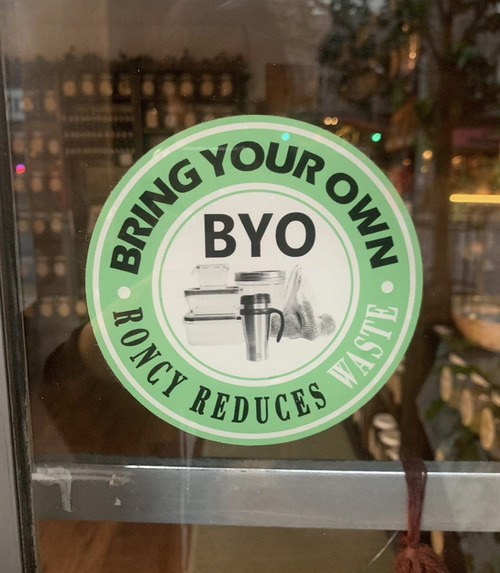 BRING YOUR OWN
BYO
RONCY REDUCES WASTE